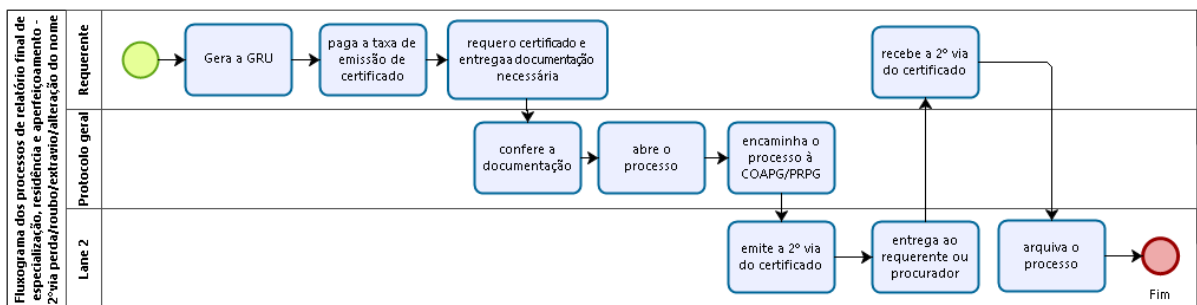 Fluxograma dos processos de relatório final de
especialização, residência e aperfeiçoamento -
2°via perda/roubo/extravio/alteração do nome
Requerente
Gera a GRU
paga a taxa de
emissão de
certificado
requero certificado e
entregaa documentação
necessária
recebe a 2° via
do certificado
Protocolo geral
confere a
documentação
abre o
processo
encaminha o
processo à
COAPG/PRPG
Lane 2
emite a 2° via
do certificado
entrega ao
requerente ou
procurador
arquiva o
processo
Fim